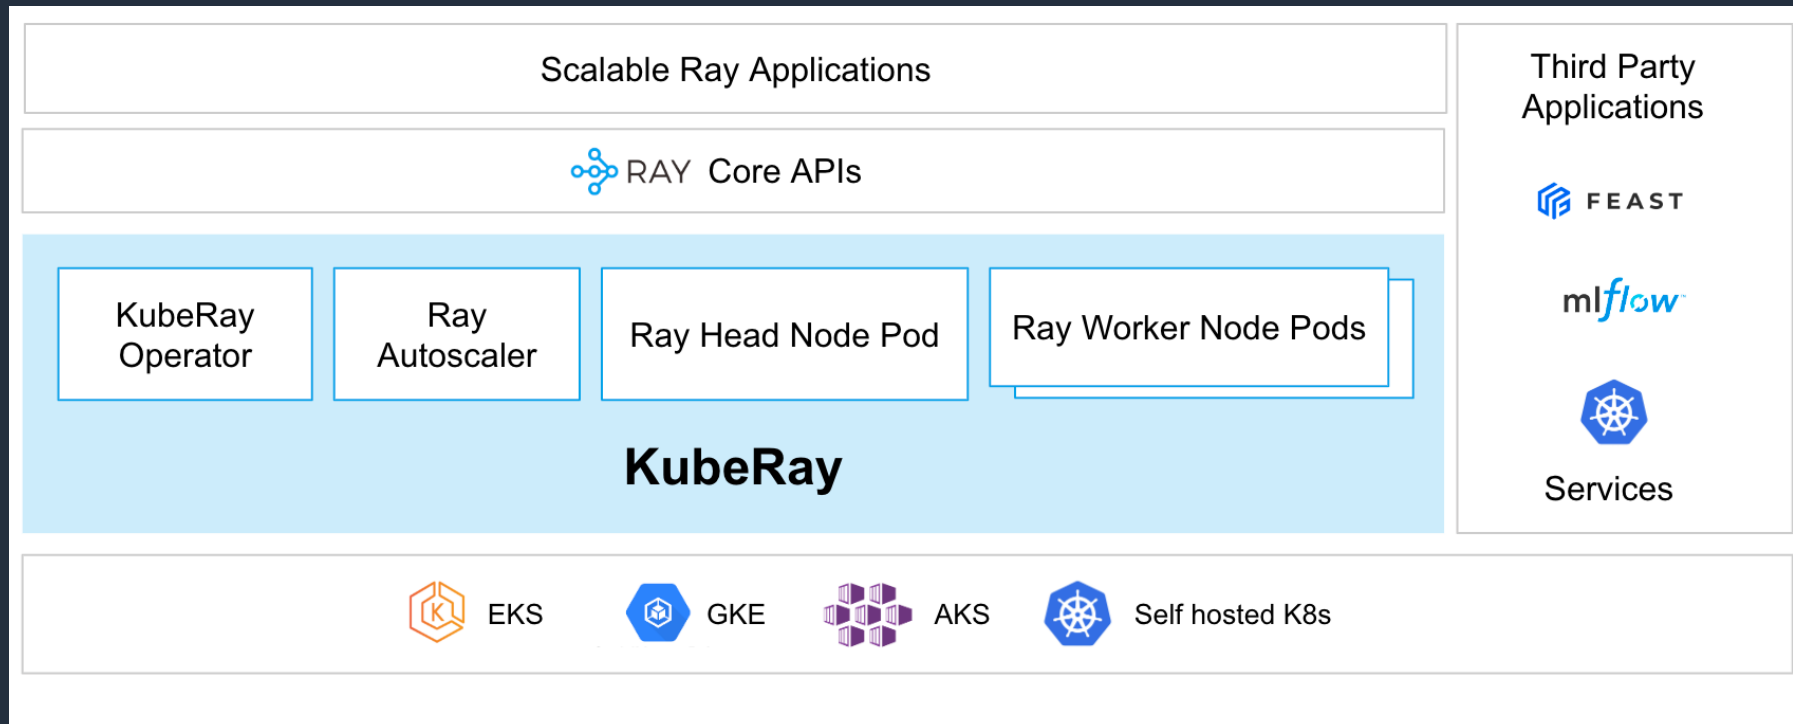 Scalable Ray Applications
RAY Core APIs
KubeRay
Operator
Ray
Autoscaler
Ray Head Node Pod
Ray Worker Node Pods
KubeRay
Third Party
Applications
FEAST
mlflow™
Services
EKS
GKE
AKS
Self hosted K8s